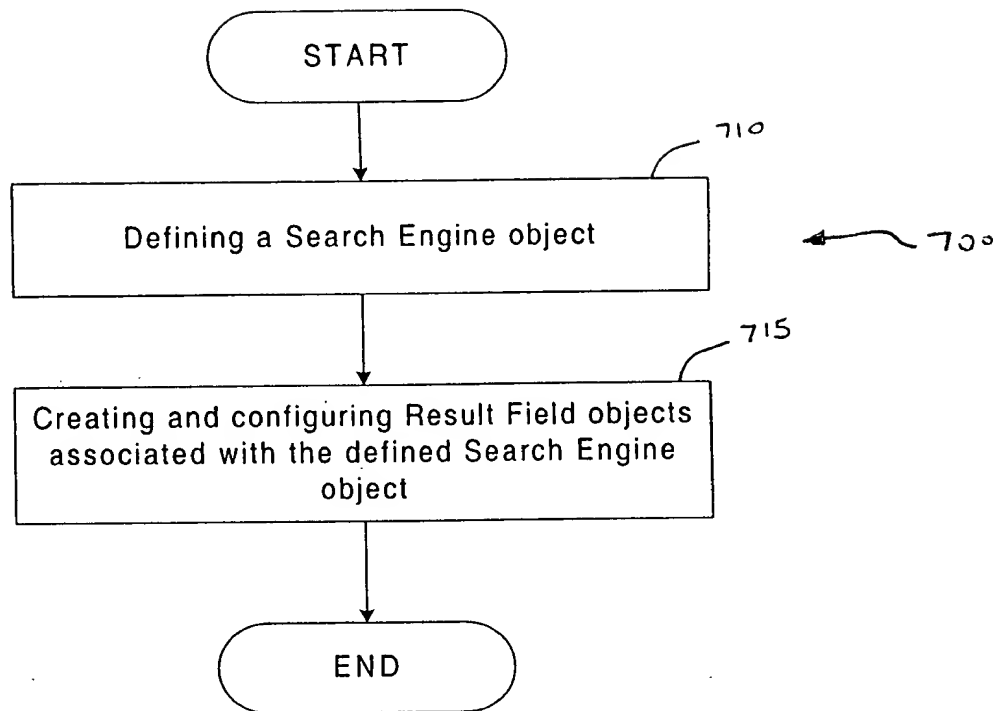 START
710
Defining a Search Engine object
700
715
Creating and configuring Result Field objects
associated with the defined Search Engine
object
END